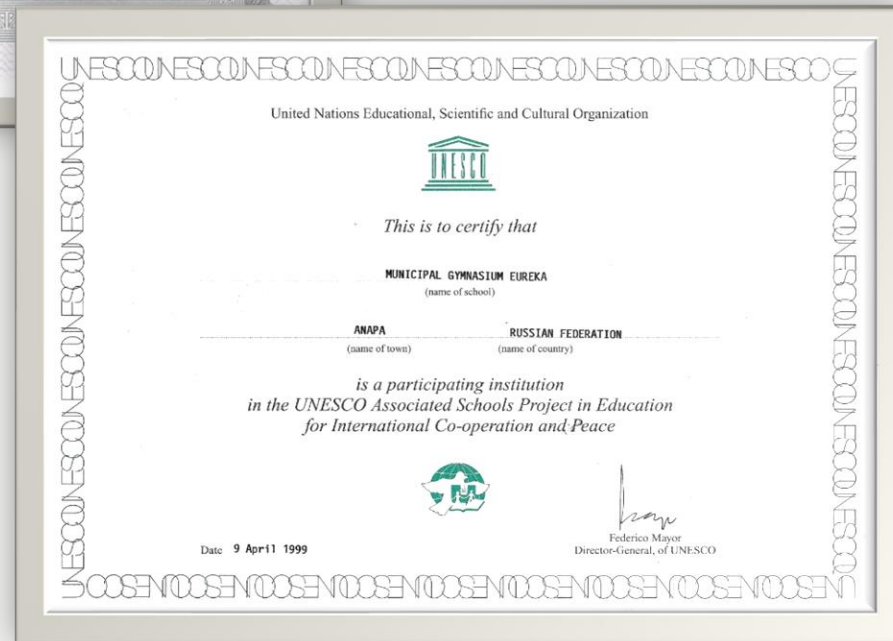 UNESCOUNESCOUNESCOUNESCOUNESCOUNESCOUNESCOUNESCO
United Nations Educational, Scientific and Cultural Organization
UNESCO
This is to certify that
MUNICIPAL GYMNASIUM EUREKA
(name of school)
ANAPA RUSSIAN FEDERATION
(name of town) (name of country)
is a participating institution
in the UNESCO Associated Schools Project in Education
for International Co-operation and Peace
Federico Mayor
Date 9 April 1999 Director-General, of UNESCO